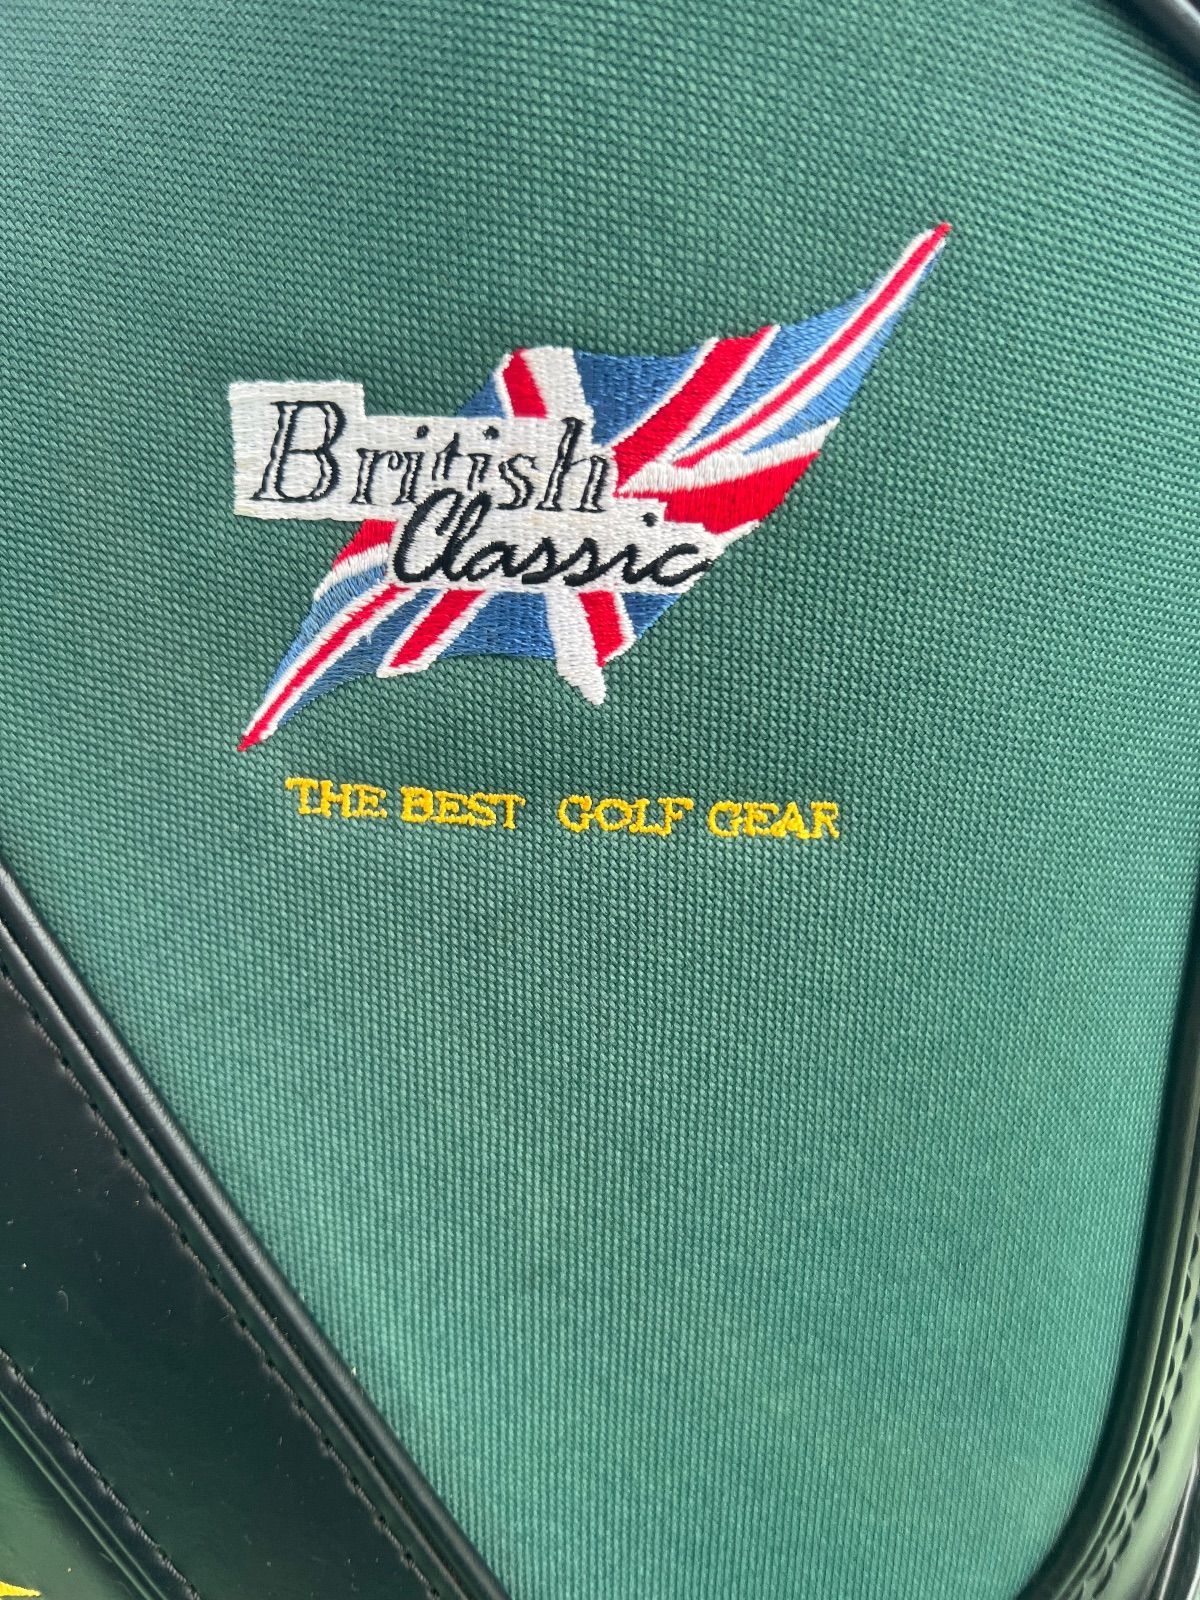 British
Classic
THE BEST GOLF GEAR